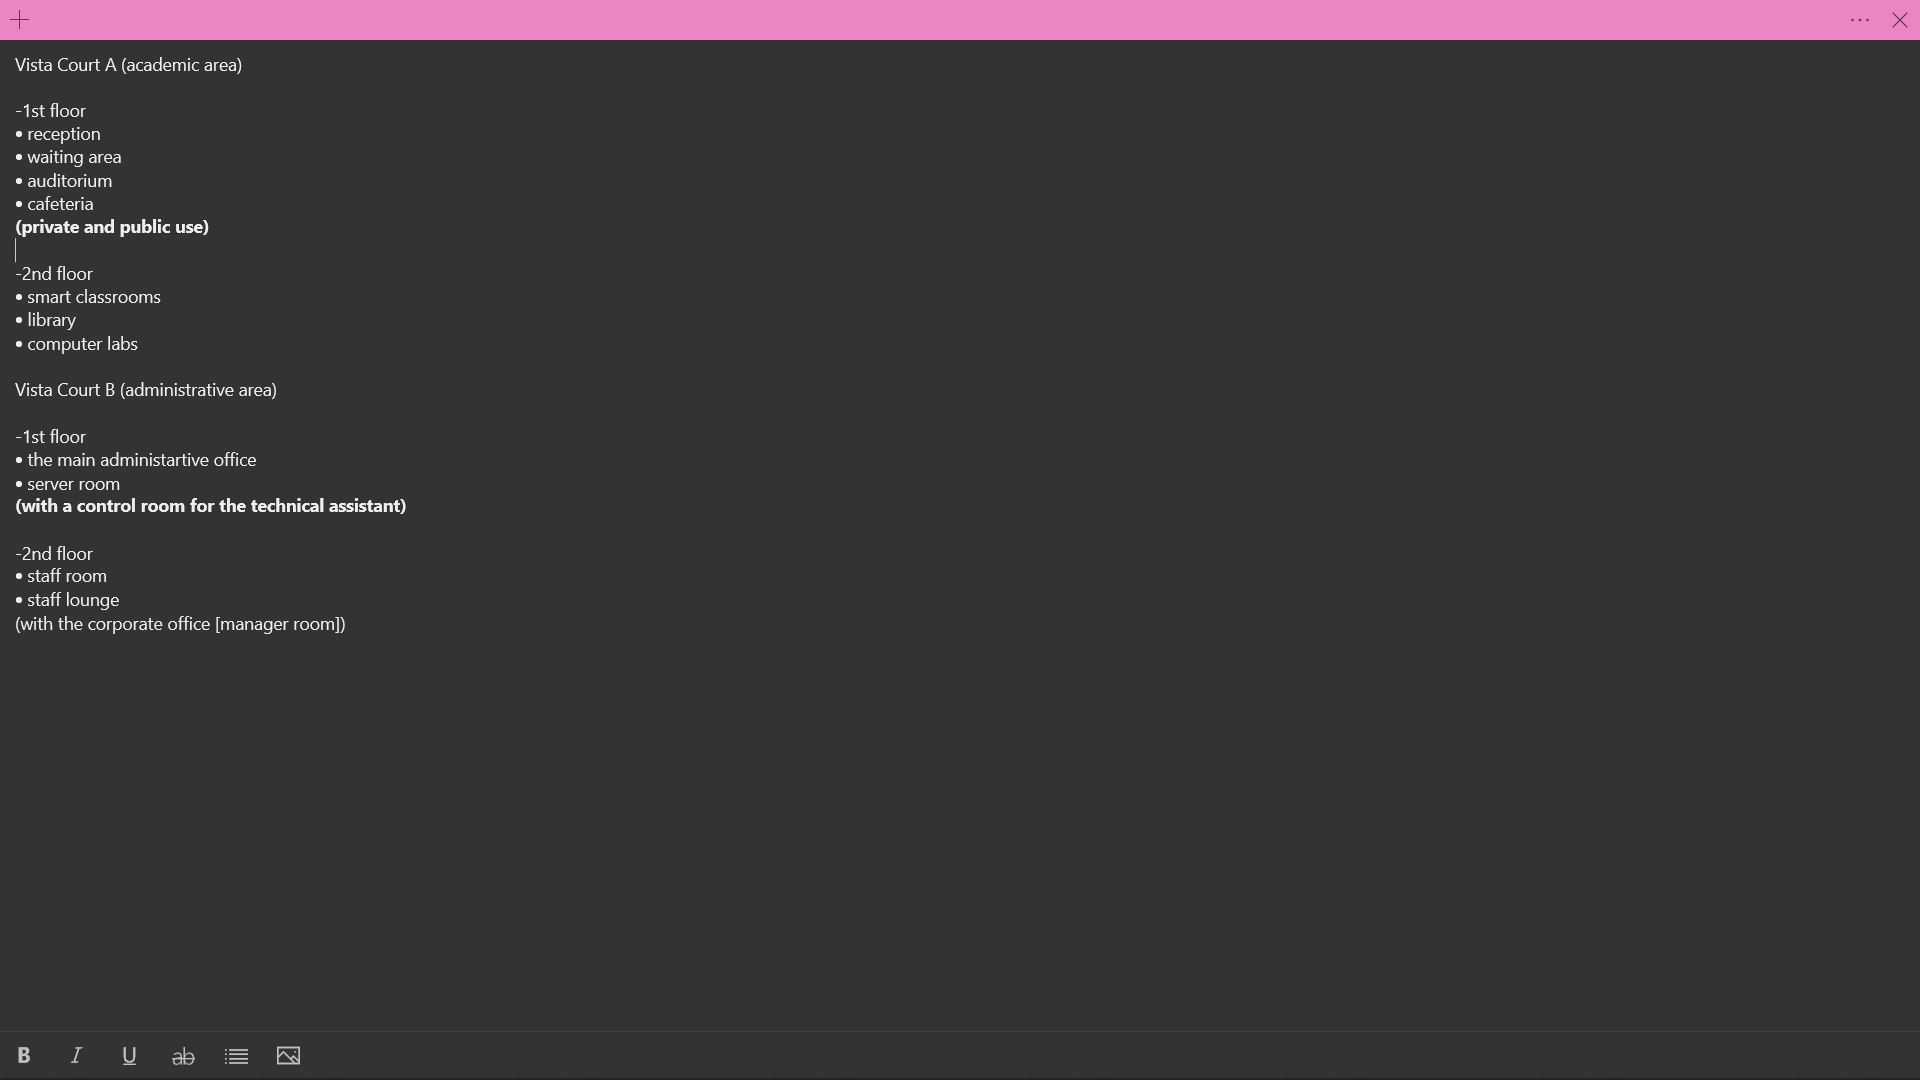 Vista Court A (academic area)
-1st floor
• reception
• waiting area
• auditorium
• cafeteria
(private and public use)
-2nd floor
• smart classrooms
• library
• computer labs
Vista Court B (administrative area)
-1st floor
• the main administartive office
• server room
(with a control room for the technical assistant)
-2nd floor
• staff room
• staff lounge
(with the corporate office [manager room])
B I U ab